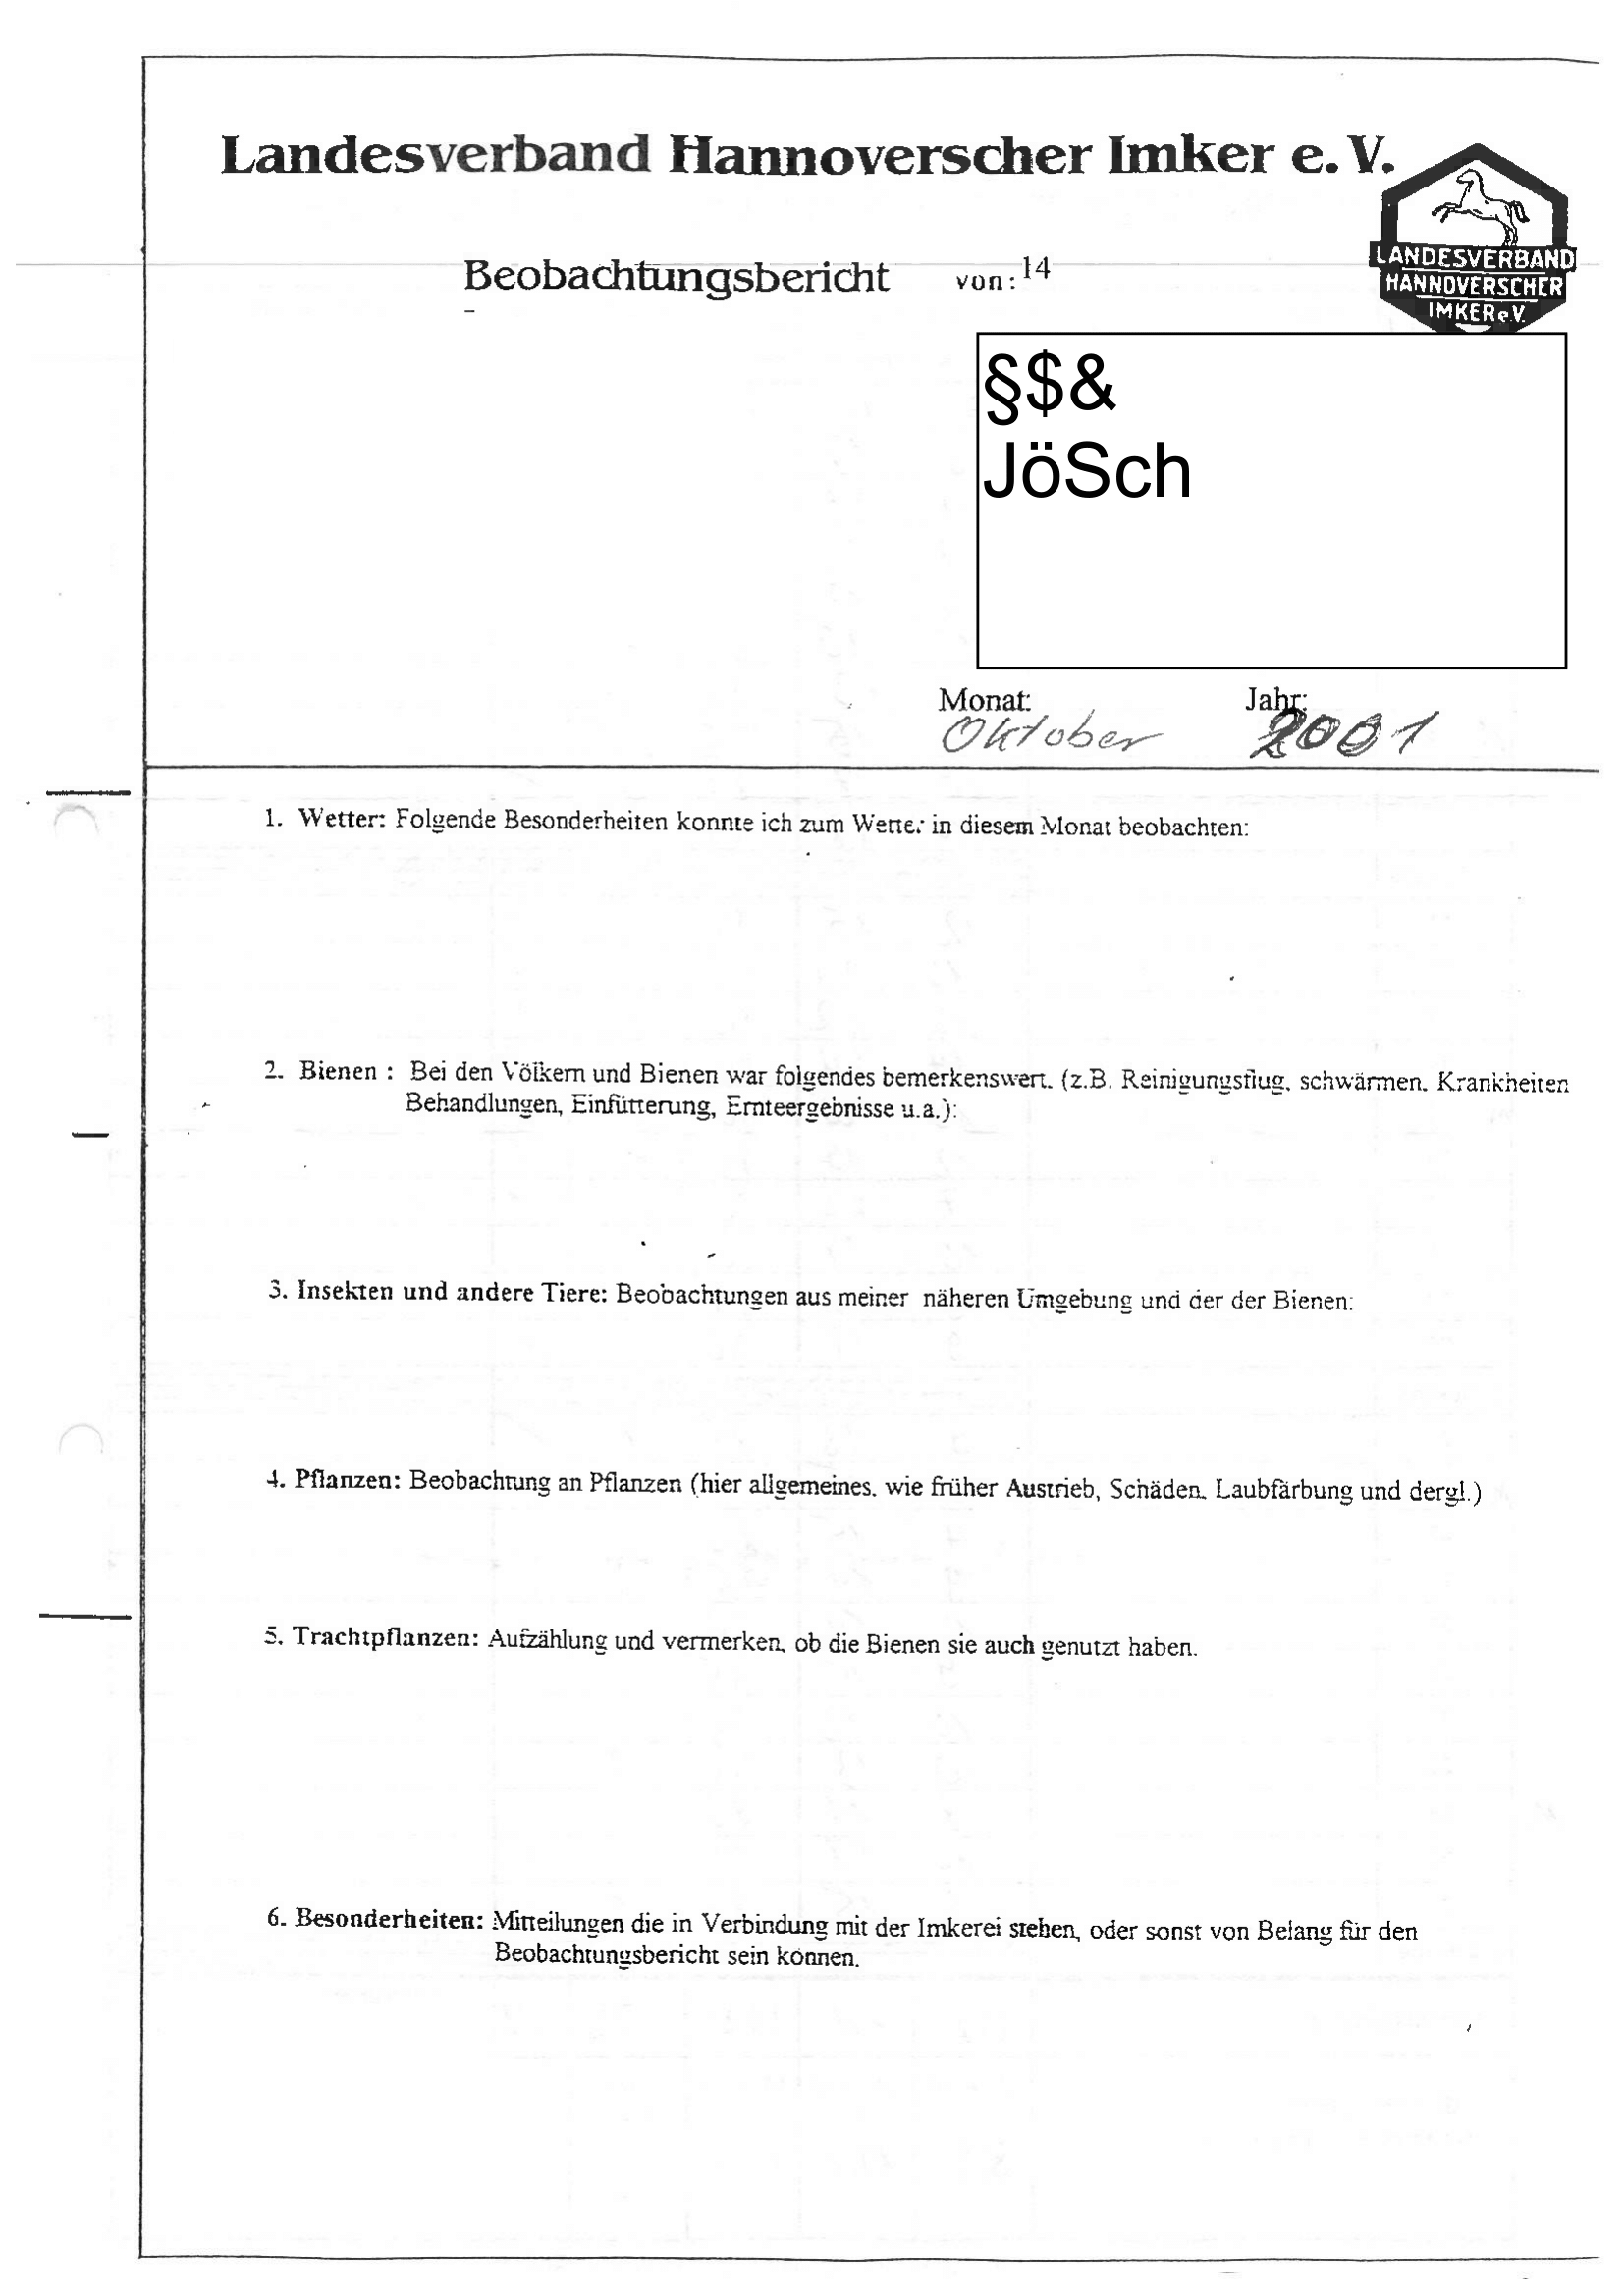 Landesverband Hannoverscher Imker e. V.
Beobachtungsbericht von: 14
LANDESVERBAND
HANNOVERSCHER
IMKER e.V.
§$&
JöSch
Monat: Jahr:
Oktober 2001
1. Wetter: Folgende Besonderheiten konnte ich zum Wetter in diesem Monat beobachten:
2. Bienen : Bei den Völkern und Bienen war folgendes bemerkenswert. (z.B. Reinigungsflug, schwärmen. Krankheiten
Behandlungen, Einfütterung, Ernteergebnisse u.a.):
3. Insekten und andere Tiere: Beobachtungen aus meiner näheren Umgebung und der der Bienen:
4. Pflanzen: Beobachtung an Pflanzen (hier allgemeines. wie früher Austrieb, Schäden. Laubfärbung und dergl.)
5. Trachtpflanzen: Aufzählung und vermerken, ob die Bienen sie auch genutzt haben.
6. Besonderheiten: Mitteilungen die in Verbindung mit der Imkerei stehen, oder sonst von Belang für den
Beobachtungsbericht sein können.